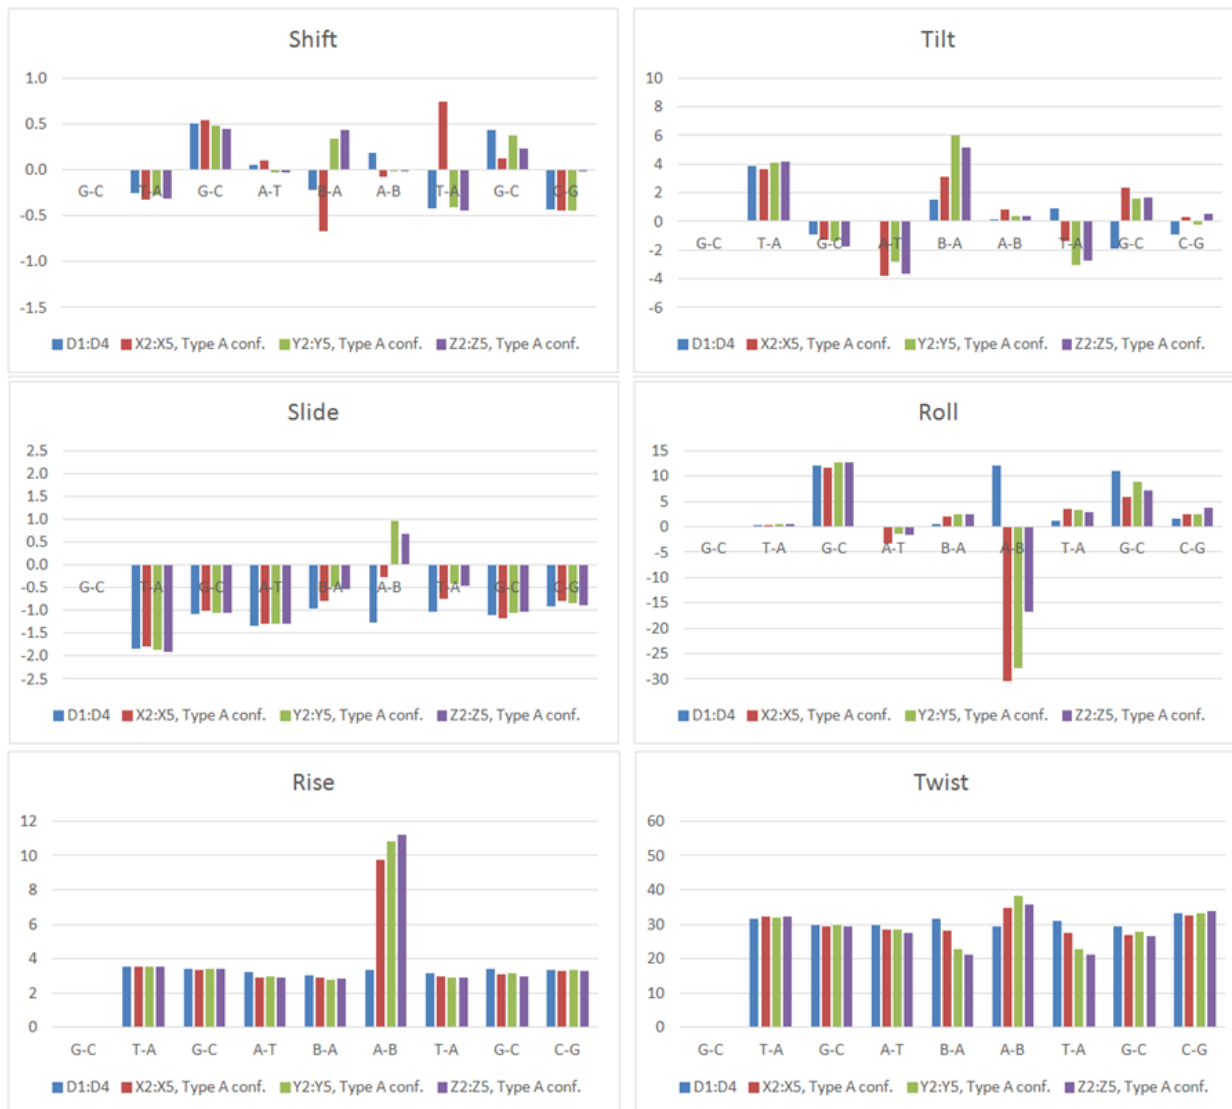 Shift
1.0
0.5
0.0
-0.5
-1.0
-1.5
G-C T-A G-C A-T B-A A-B T-A G-C C-G
D1:D4 X2:X5, Type A conf. Y2:Y5, Type A conf. Z2:Z5, Type A conf.
Tilt
10
8
6
4
2
0
-2
-4
-6
G-C T-A G-C A-T B-A A-B T-A G-C C-G
D1:D4 X2:X5, Type A conf. Y2:Y5, Type A conf. Z2:Z5, Type A conf.
Slide
2.5
2.0
1.5
1.0
0.5
0.0
-0.5
-1.0
-1.5
-2.0
-2.5
G-C T-A G-C A-T B-A A-B T-A G-C C-G
D1:D4 X2:X5, Type A conf. Y2:Y5, Type A conf. Z2:Z5, Type A conf.
Roll
15
10
5
0
-5
-10
-15
-20
-25
-30
G-C T-A G-C A-T B-A A-B T-A G-C C-G
D1:D4 X2:X5, Type A conf. Y2:Y5, Type A conf. Z2:Z5, Type A conf.
Rise
12
10
8
6
4
2
0
G-C T-A G-C A-T B-A A-B T-A G-C C-G
D1:D4 X2:X5, Type A conf. Y2:Y5, Type A conf. Z2:Z5, Type A conf.
Twist
60
50
40
30
20
10
0
G-C T-A G-C A-T B-A A-B T-A G-C C-G
D1:D4 X2:X5, Type A conf. Y2:Y5, Type A conf. Z2:Z5, Type A conf.